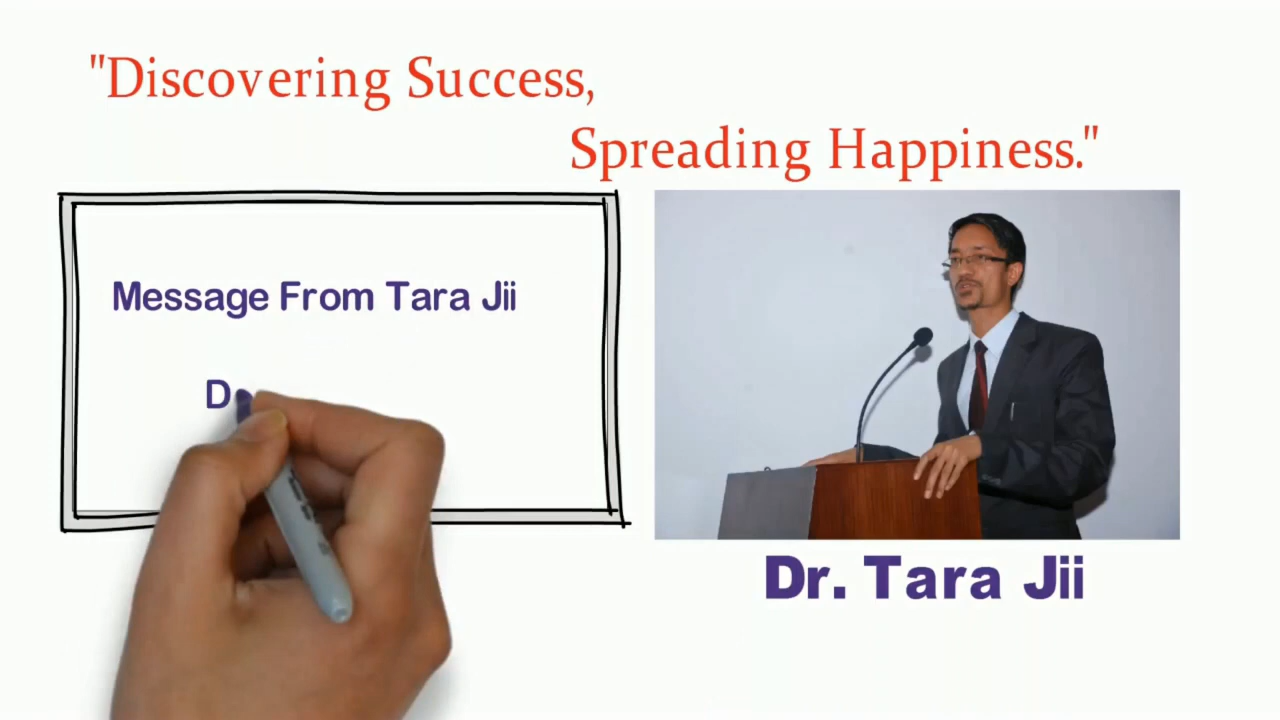 "Discovering Success,
Spreading Happiness."
Message From Tara Jii
D
Dr. Tara Jii